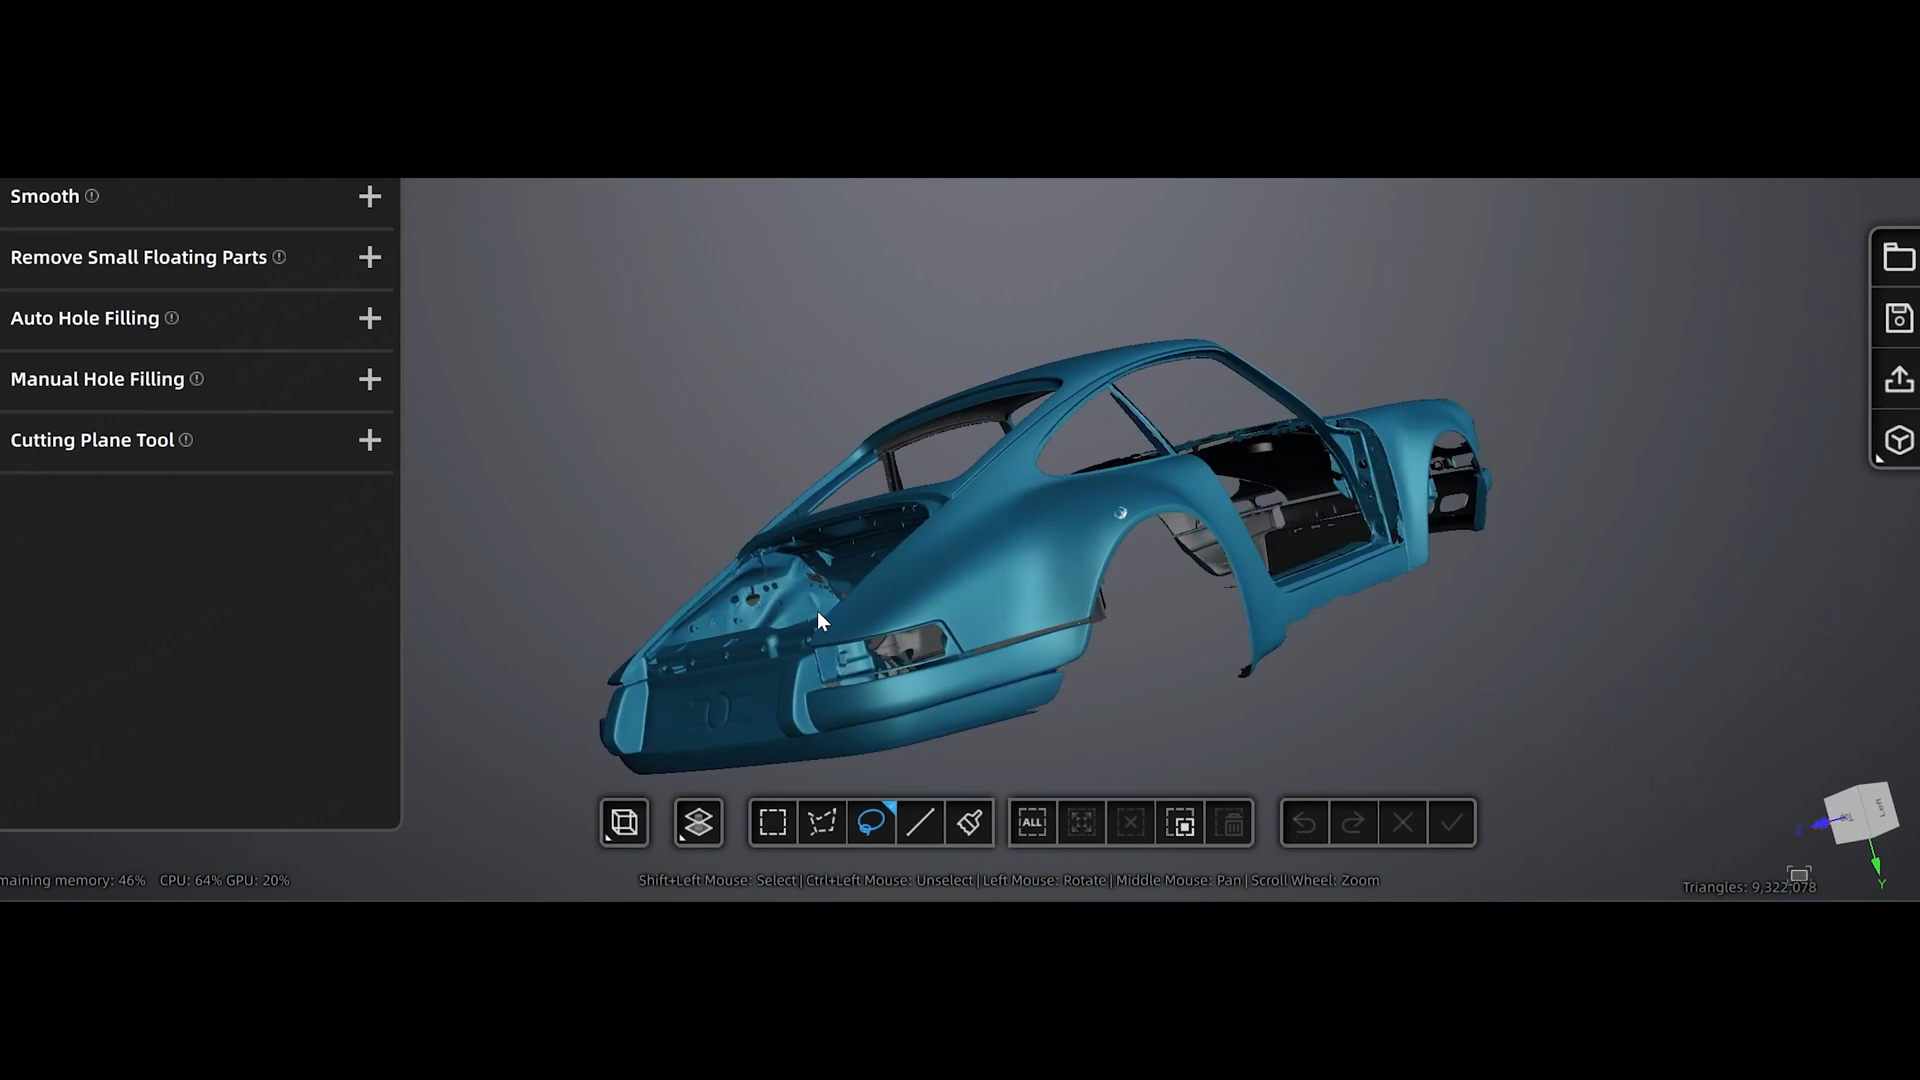 Smooth
Remove Small Floating Parts
Auto Hole Filling
Manual Hole Filling
Cutting Plane Tool
ALL
Left
Z
Y
maining memory: 46% CPU: 64% GPU: 20%
Shift+Left Mouse: Select | Ctrl+Left Mouse: Unselect | Left Mouse: Rotate | Middle Mouse: Pan | Scroll Wheel: Zoom
Triangles: 9,322,078